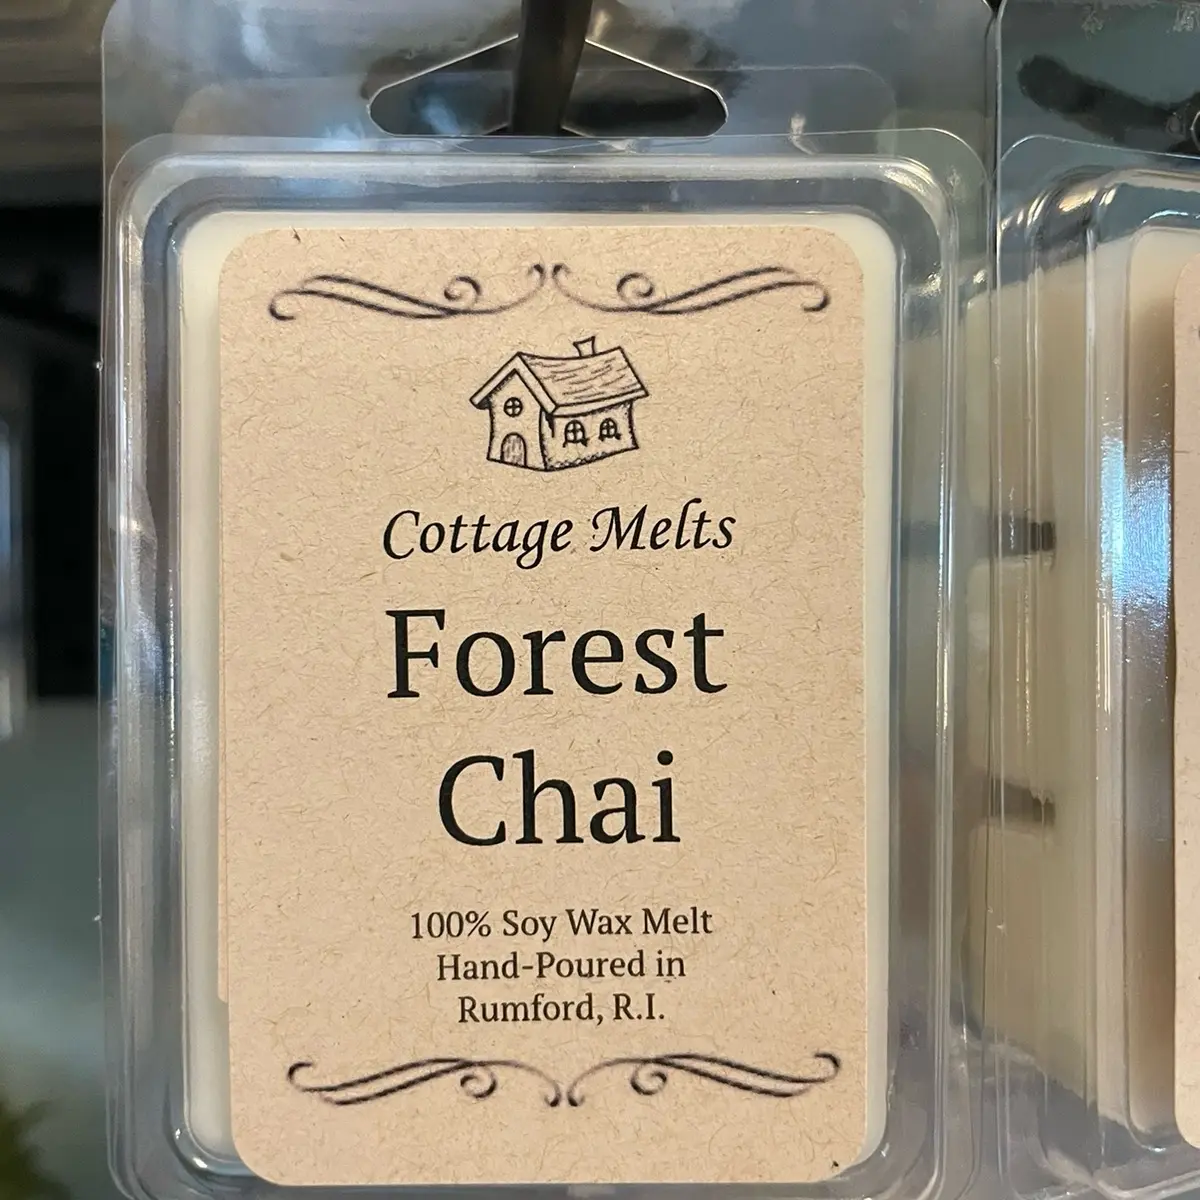 Cottage Melts
Forest
Chai
100% Soy Wax Melt
Hand-Poured in
Rumford, R.I.